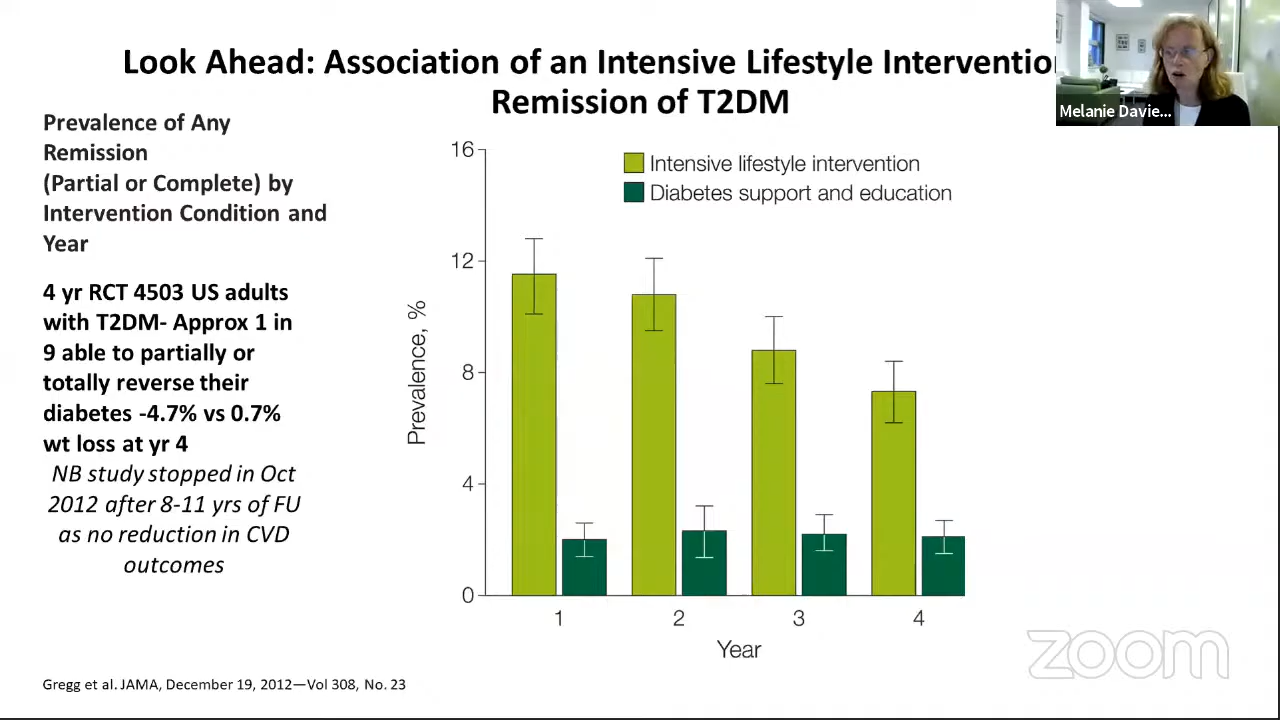 Look Ahead: Association of an Intensive Lifestyle Intervention
Remission of T2DM
Melanie Davie...
Prevalence of Any
Remission
(Partial or Complete) by
Intervention Condition and
Year
4 yr RCT 4503 US adults
with T2DM- Approx 1 in
9 able to partially or
totally reverse their
diabetes -4.7% vs 0.7%
wt loss at yr 4
NB study stopped in Oct
2012 after 8-11 yrs of FU
as no reduction in CVD
outcomes
Intensive lifestyle intervention
Diabetes support and education
Prevalence, %
16
12
8
4
0
1 2 3 4
Year
zoom
Gregg et al. JAMA, December 19, 2012—Vol 308, No. 23